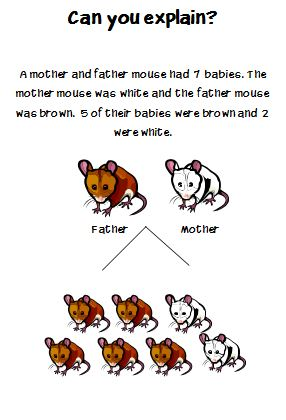 Can you explain?
A mother and father mouse had 7 babies. The
mother mouse was white and the father mouse
was brown. 5 of their babies were brown and 2
were white.
Father Mother